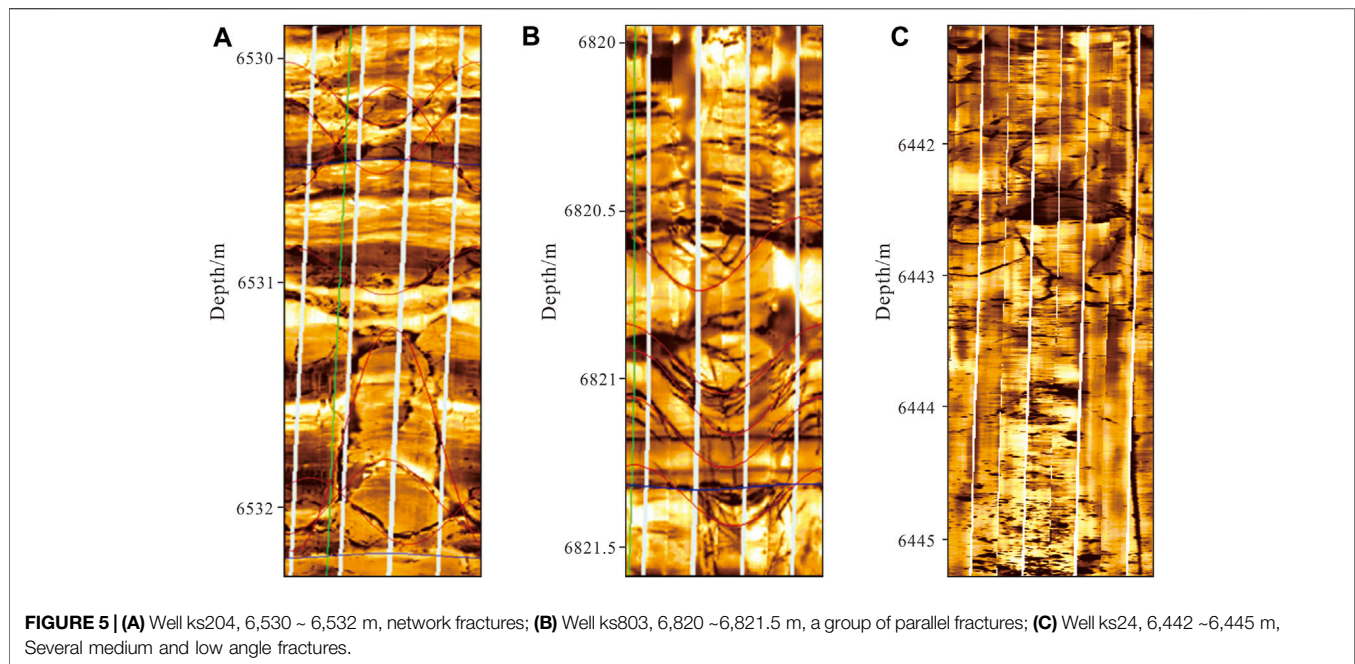 A
6530
Depth/m
6531
6532
B
6820
6820.5
Depth/m
6821
6821.5
C
6442
6443
Depth/m
6444
6445
FIGURE 5 | (A) Well ks204, 6,530 ~ 6,532 m, network fractures; (B) Well ks803, 6,820 ~6,821.5 m, a group of parallel fractures; (C) Well ks24, 6,442 ~6,445 m,
Several medium and low angle fractures.